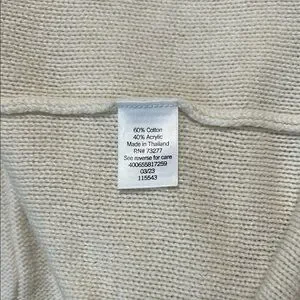 60% Cotton
40% Acrylic
Made in Thailand
RN# 73277
See reverse for care
400655817259
03/23
115543